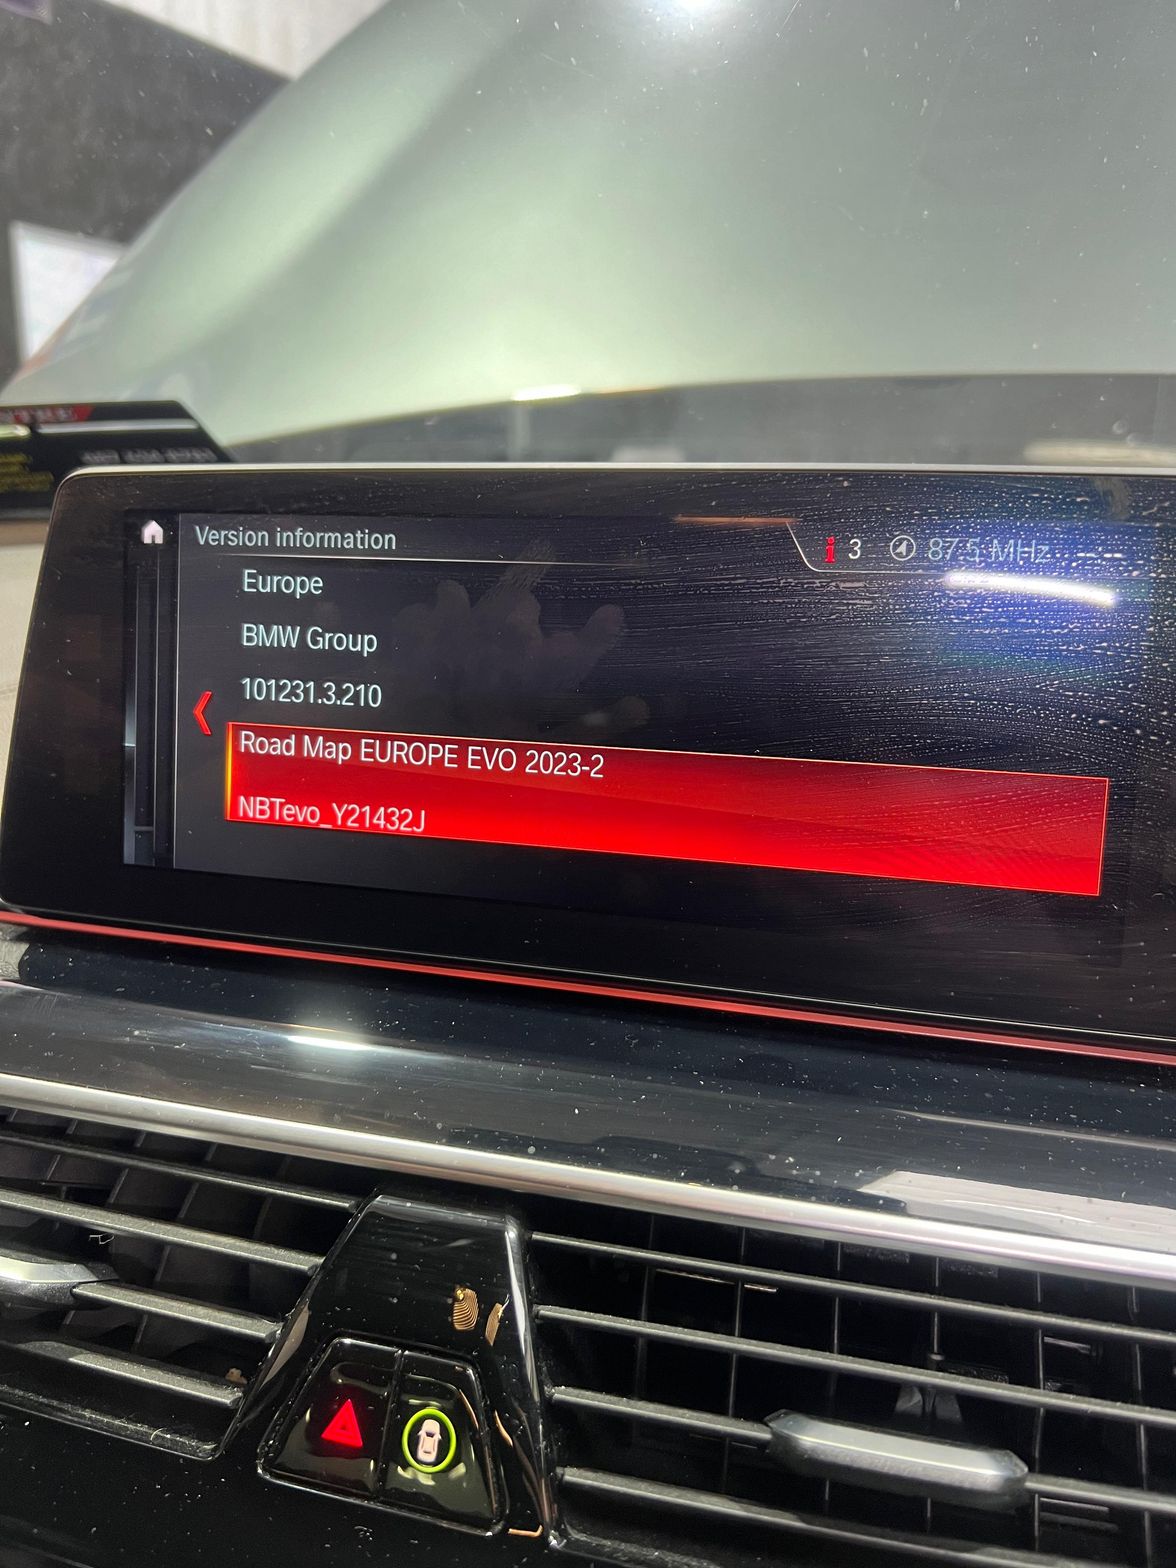 Version information
i 3 87.5 MHz --:--
Europe
BMW Group
101231.3.210
Road Map EUROPE EVO 2023-2
NBTevo_Y21432J